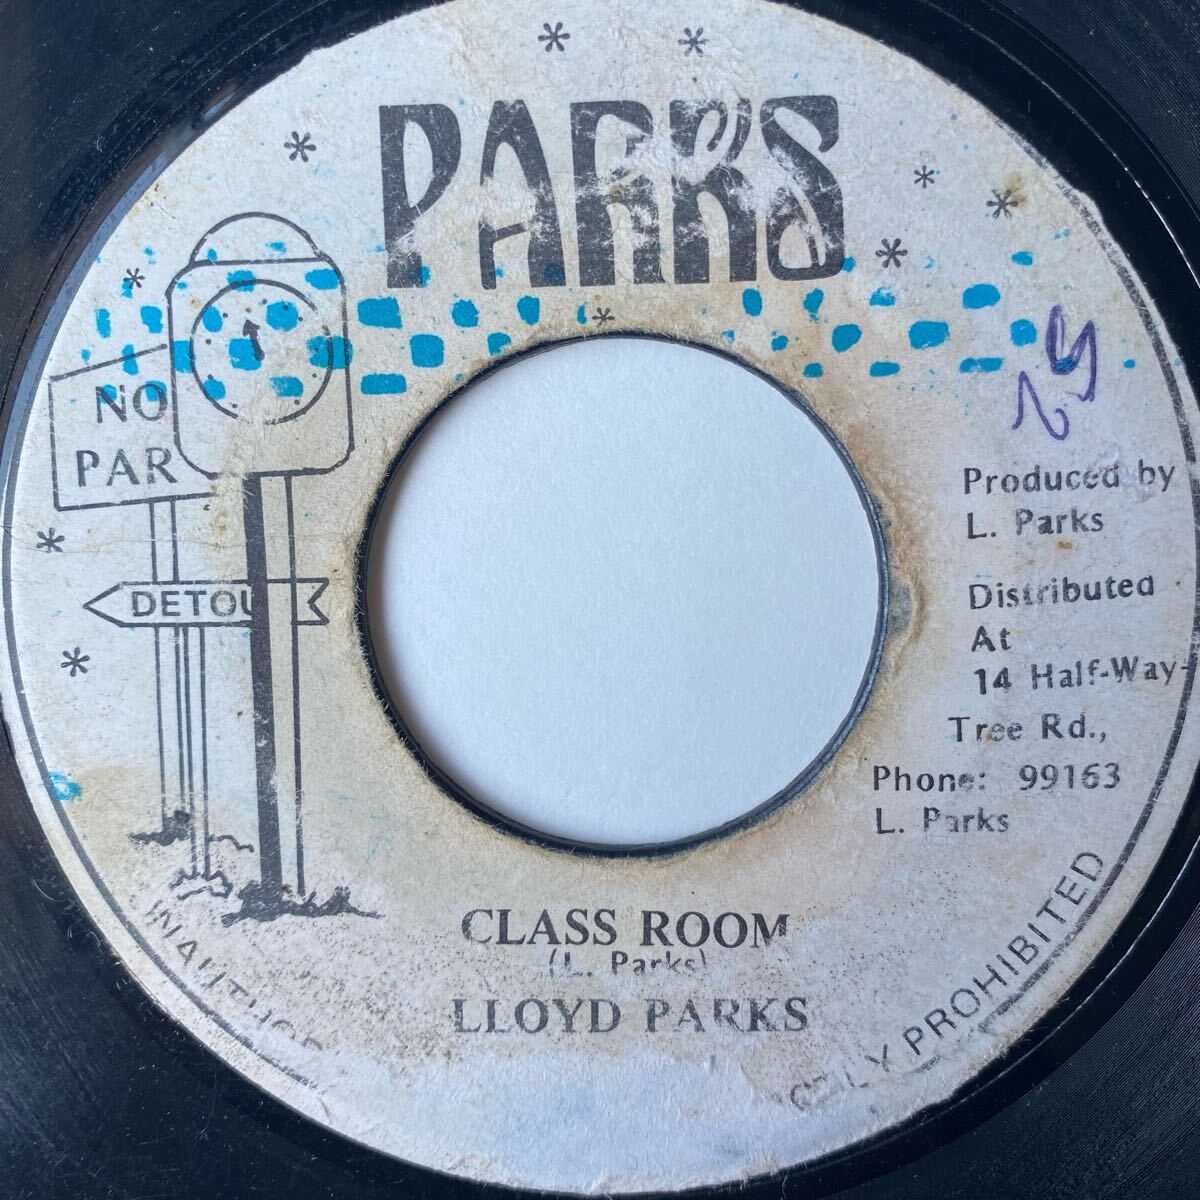 PARKS
NO
PAR
DETOU
Produced by
L. Parks
Distributed
At
14 Half-Way-
Tree Rd.,
Phone: 99163
L. Parks
CLASS ROOM
(L. Parks)
LLOYD PARKS
PROHIBITED